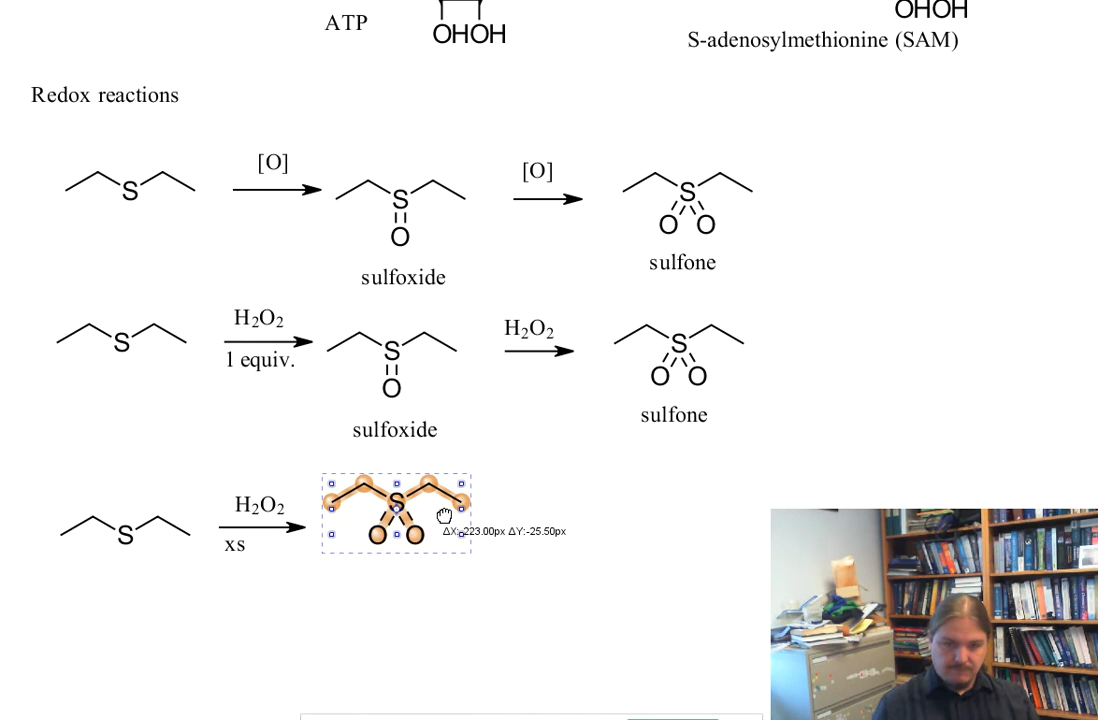 OHOH
ATP
OHOH
S-adenosylmethionine (SAM)
Redox reactions
[O]
[O]
S
S
S
O
O O
sulfoxide
sulfone
H₂O₂
H₂O₂
S
1 equiv.
S
S
O
O O
sulfoxide
sulfone
H₂O₂
S
xs
S
O O
ΔX:-223.00px ΔY:-25.50px